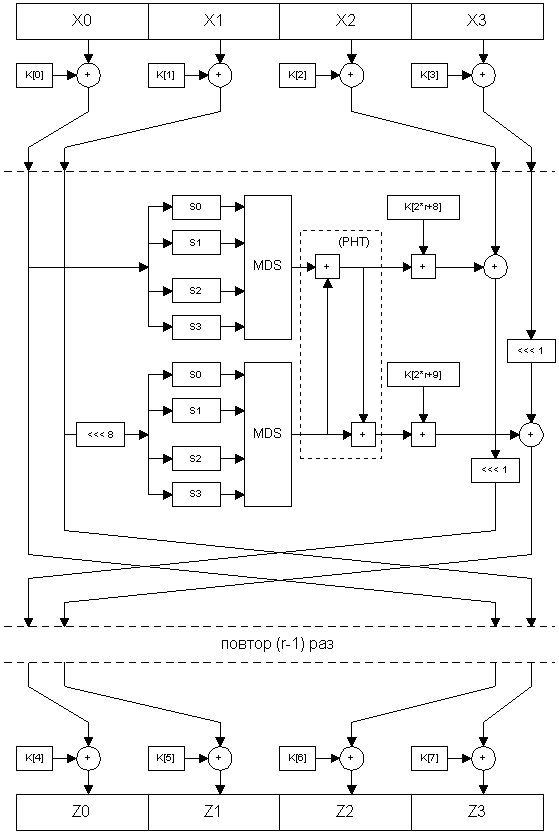 X0 X1 X2 X3
K[0] + K[1] + K[2] + K[3] +
S0 K[2*r+8]
S1 (PHT)
MDS + + +
S2
S3
<<< 1
S0 K[2*r+9]
S1
<<< 8 MDS + + +
S2 <<< 1
S3
повтор (r-1) раз
K[4] + K[5] + K[6] + K[7] +
Z0 Z1 Z2 Z3